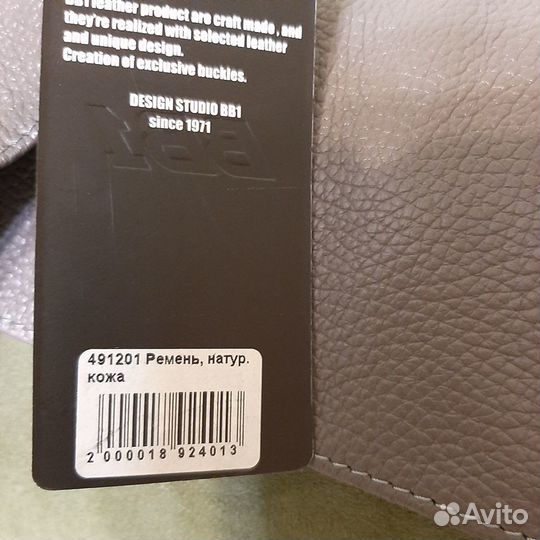 BB1 leather product are craft made , and
they're realized with selected leather
and unique design.
Creation of exclusive buckles.
DESIGN STUDIO BB1
since 1971
BB1
491201 Ремень, натур.
кожа
2 000018 924013
Avito